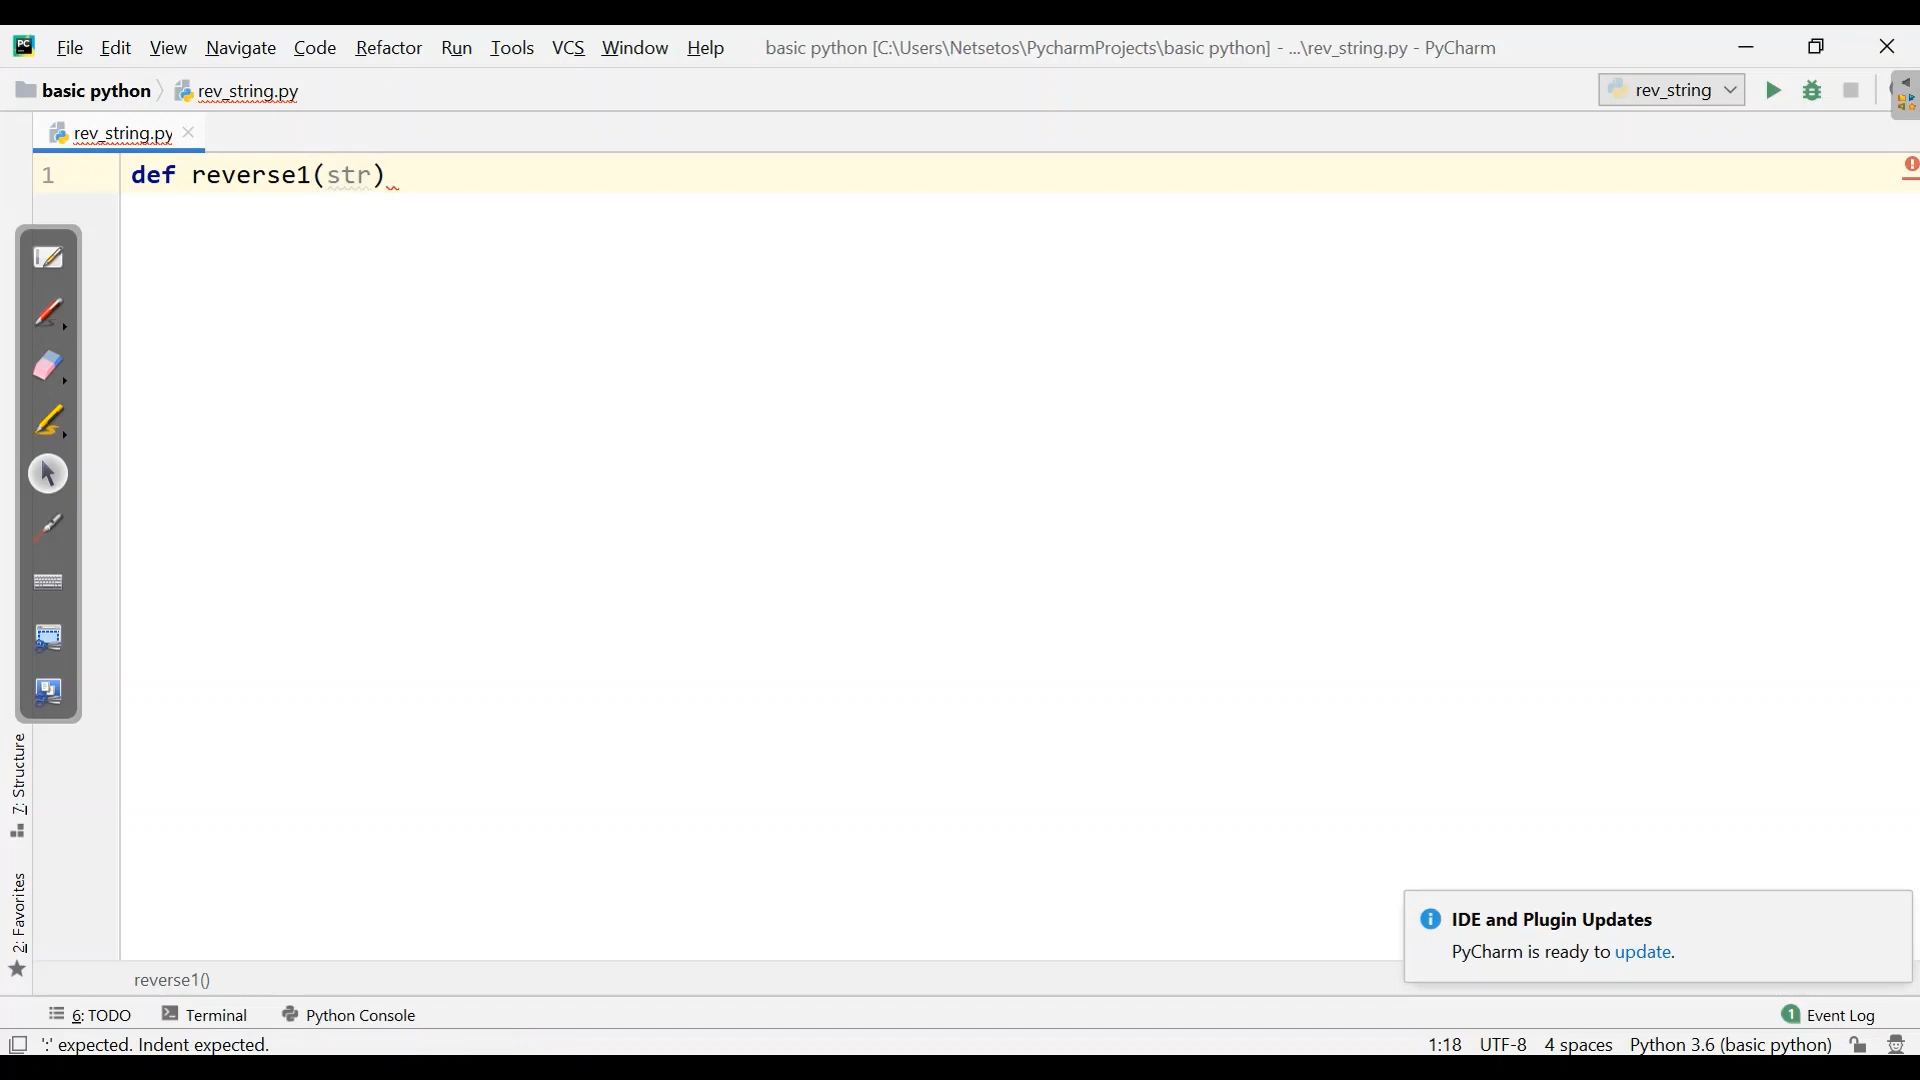 PC
File Edit View Navigate Code Refactor Run Tools VCS Window Help basic python [C:\Users\Netsetos\PycharmProjects\basic python] - ...\rev_string.py - PyCharm
basic python rev_string.py rev_string
rev_string.py
1 def reverse1(str)
7: Structure
2: Favorites
IDE and Plugin Updates
PyCharm is ready to update.
reverse1()
6: TODO Terminal Python Console 1 Event Log
':' expected. Indent expected. 1:18 UTF-8 4 spaces Python 3.6 (basic python)